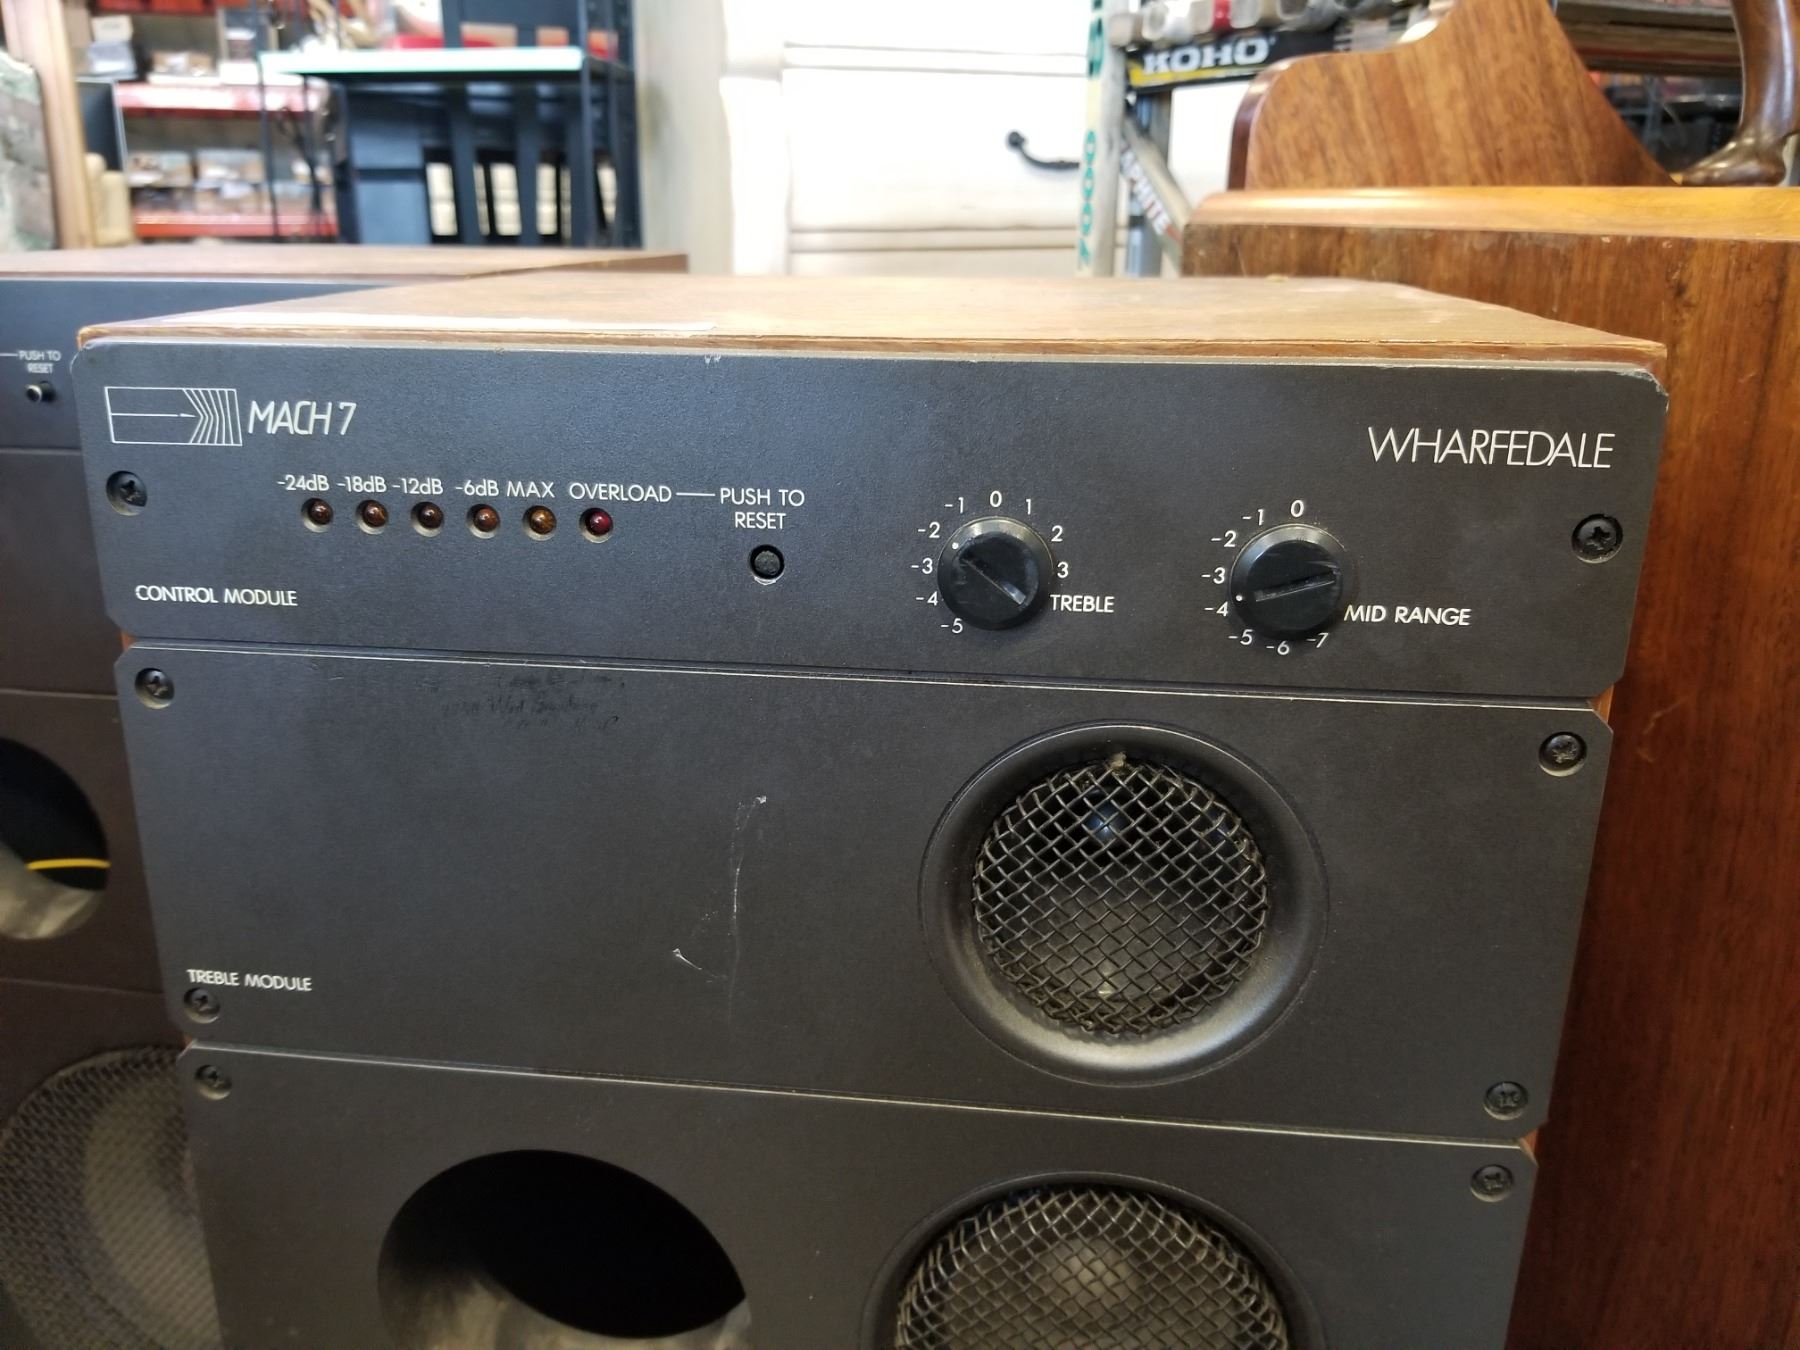 KOHO
7000
PUSH TO
RESET
MACH 7
WHARFEDALE
-24dB -18dB -12dB -6dB MAX OVERLOAD
PUSH TO
RESET
-5 -4 -3 -2 -1 0 1 2 3
TREBLE
0 -1 -2 -3 -4 -5 -6 -7
MID RANGE
CONTROL MODULE
TREBLE MODULE